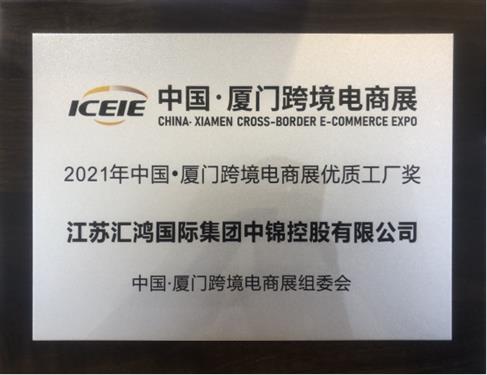 ICEIE 中国·厦门跨境电商展
CHINA·XIAMEN CROSS-BORDER E-COMMERCE EXPO
2021年中国•厦门跨境电商展优质工厂奖
江苏汇鸿国际集团中锦控股有限公司
中国·厦门跨境电商展组委会